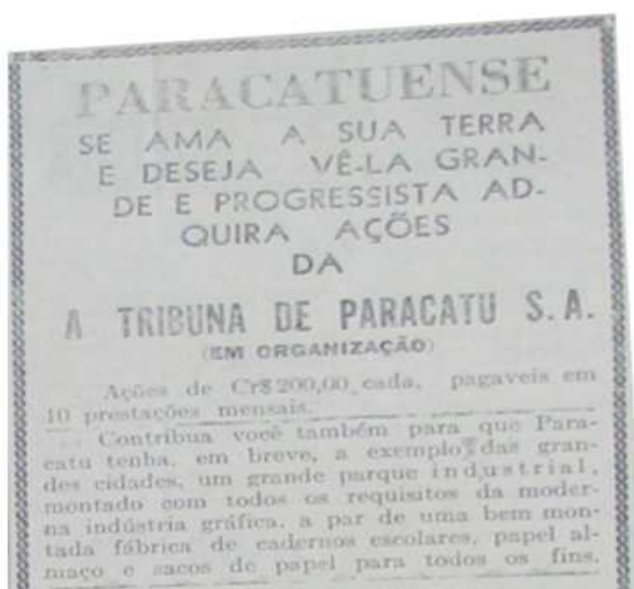 PARACATUENSE
SE AMA A SUA TERRA
E DESEJA VÊ-LA GRAN-
DE E PROGRESSISTA AD-
QUIRA AÇÕES
DA
A TRIBUNA DE PARACATU S. A.
(EM ORGANIZAÇÃO)
Ações de Cr$ 200,00 cada, pagaveis em
10 prestações mensais.
Contribua você também para que Para-
catu tenha, em breve, a exemplo das gran-
des cidades, um grande parque industrial,
montado com todos os requisitos da moder-
na indústria gráfica, a par de uma bem mon-
tada fábrica de cadernos escolares, papel al-
maço e sacos de papel para todos os fins.